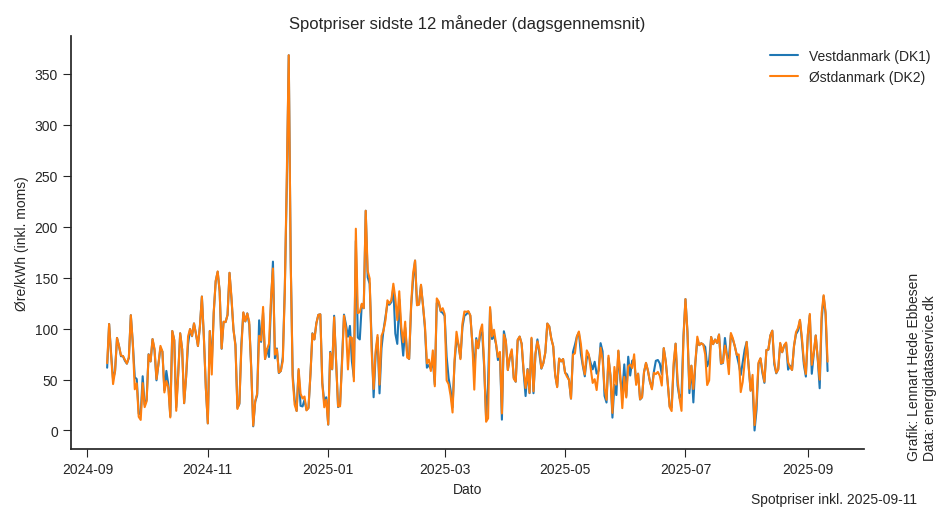 Spotpriser sidste 12 måneder (dagsgennemsnit)
Vestdanmark (DK1)
Østdanmark (DK2)
Øre/kWh (inkl. moms)
350
300
250
200
150
100
50
0
2024-09
2024-11
2025-01
2025-03
2025-05
2025-07
2025-09
Dato
Grafik: Lennart Hede Ebbesen
Data: energidataservice.dk
Spotpriser inkl. 2025-09-11